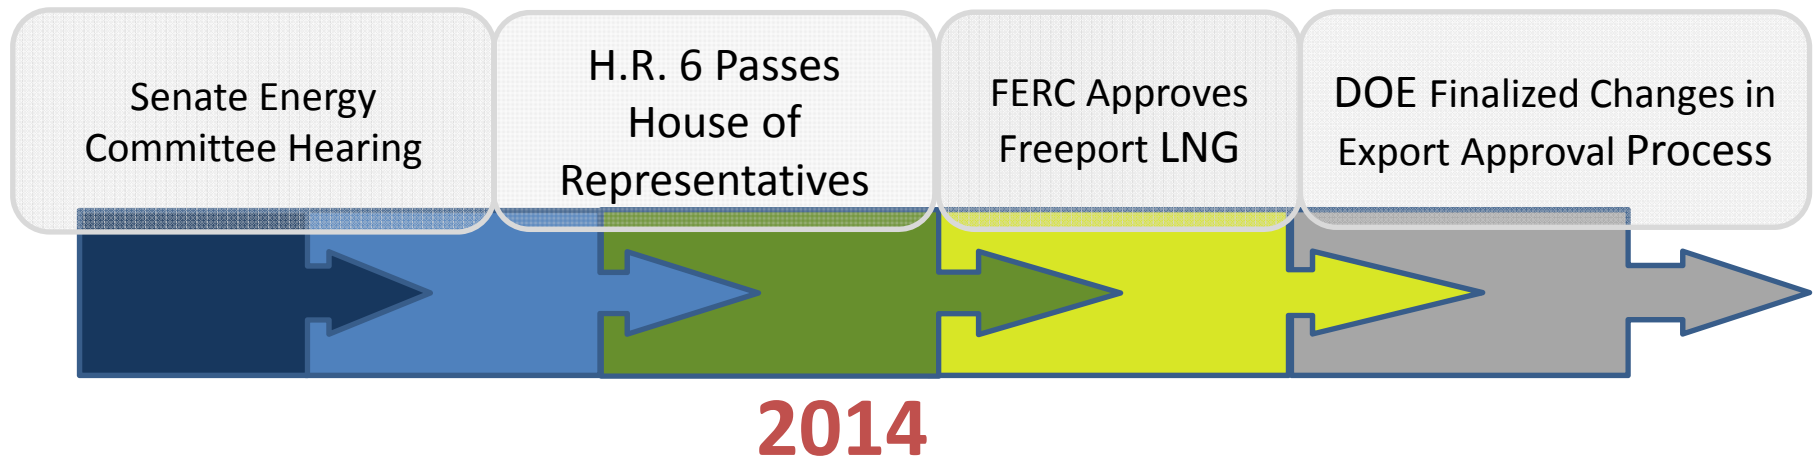 Senate Energy
Committee Hearing
H.R. 6 Passes
House of
Representatives
FERC Approves
Freeport LNG
DOE Finalized Changes in
Export Approval Process
2014